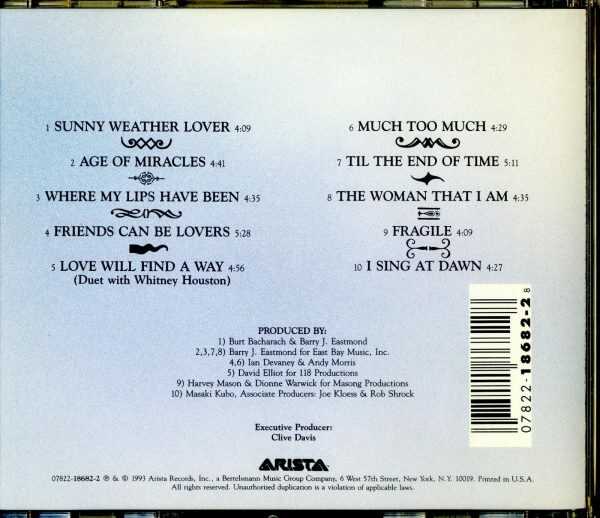 1 SUNNY WEATHER LOVER 4:09
2 AGE OF MIRACLES 4:41
3 WHERE MY LIPS HAVE BEEN 4:35
4 FRIENDS CAN BE LOVERS 5:28
5 LOVE WILL FIND A WAY 4:56
(Duet with Whitney Houston)
6 MUCH TOO MUCH 4:29
7 TIL THE END OF TIME 5:11
8 THE WOMAN THAT I AM 4:35
9 FRAGILE 4:09
10 I SING AT DAWN 4:27
PRODUCED BY:
1) Burt Bacharach & Barry J. Eastmond
2,3,7,8) Barry J. Eastmond for East Bay Music, Inc.
4,6) Ian Devaney & Andy Morris
5) David Elliot for 118 Productions
9) Harvey Mason & Dionne Warwick for Masong Productions
10) Masaki Kubo, Associate Producers: Joe Kloess & Rob Shrock
Executive Producer:
Clive Davis
ARISTA
07822-18682-2 ℗ & © 1993 Arista Records, Inc., a Bertelsmann Music Group Company, 6 West 57th Street, New York, N.Y. 10019. Printed in U.S.A.
All rights reserved. Unauthorized duplication is a violation of applicable laws.
07822-18682-2 8